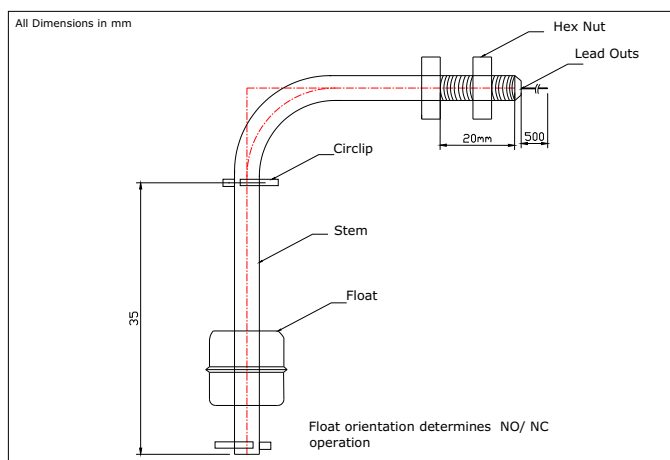 All Dimensions in mm
Hex Nut
Lead Outs
20mm
500
Circlip
Stem
35
Float
Float orientation determines NO/ NC
operation